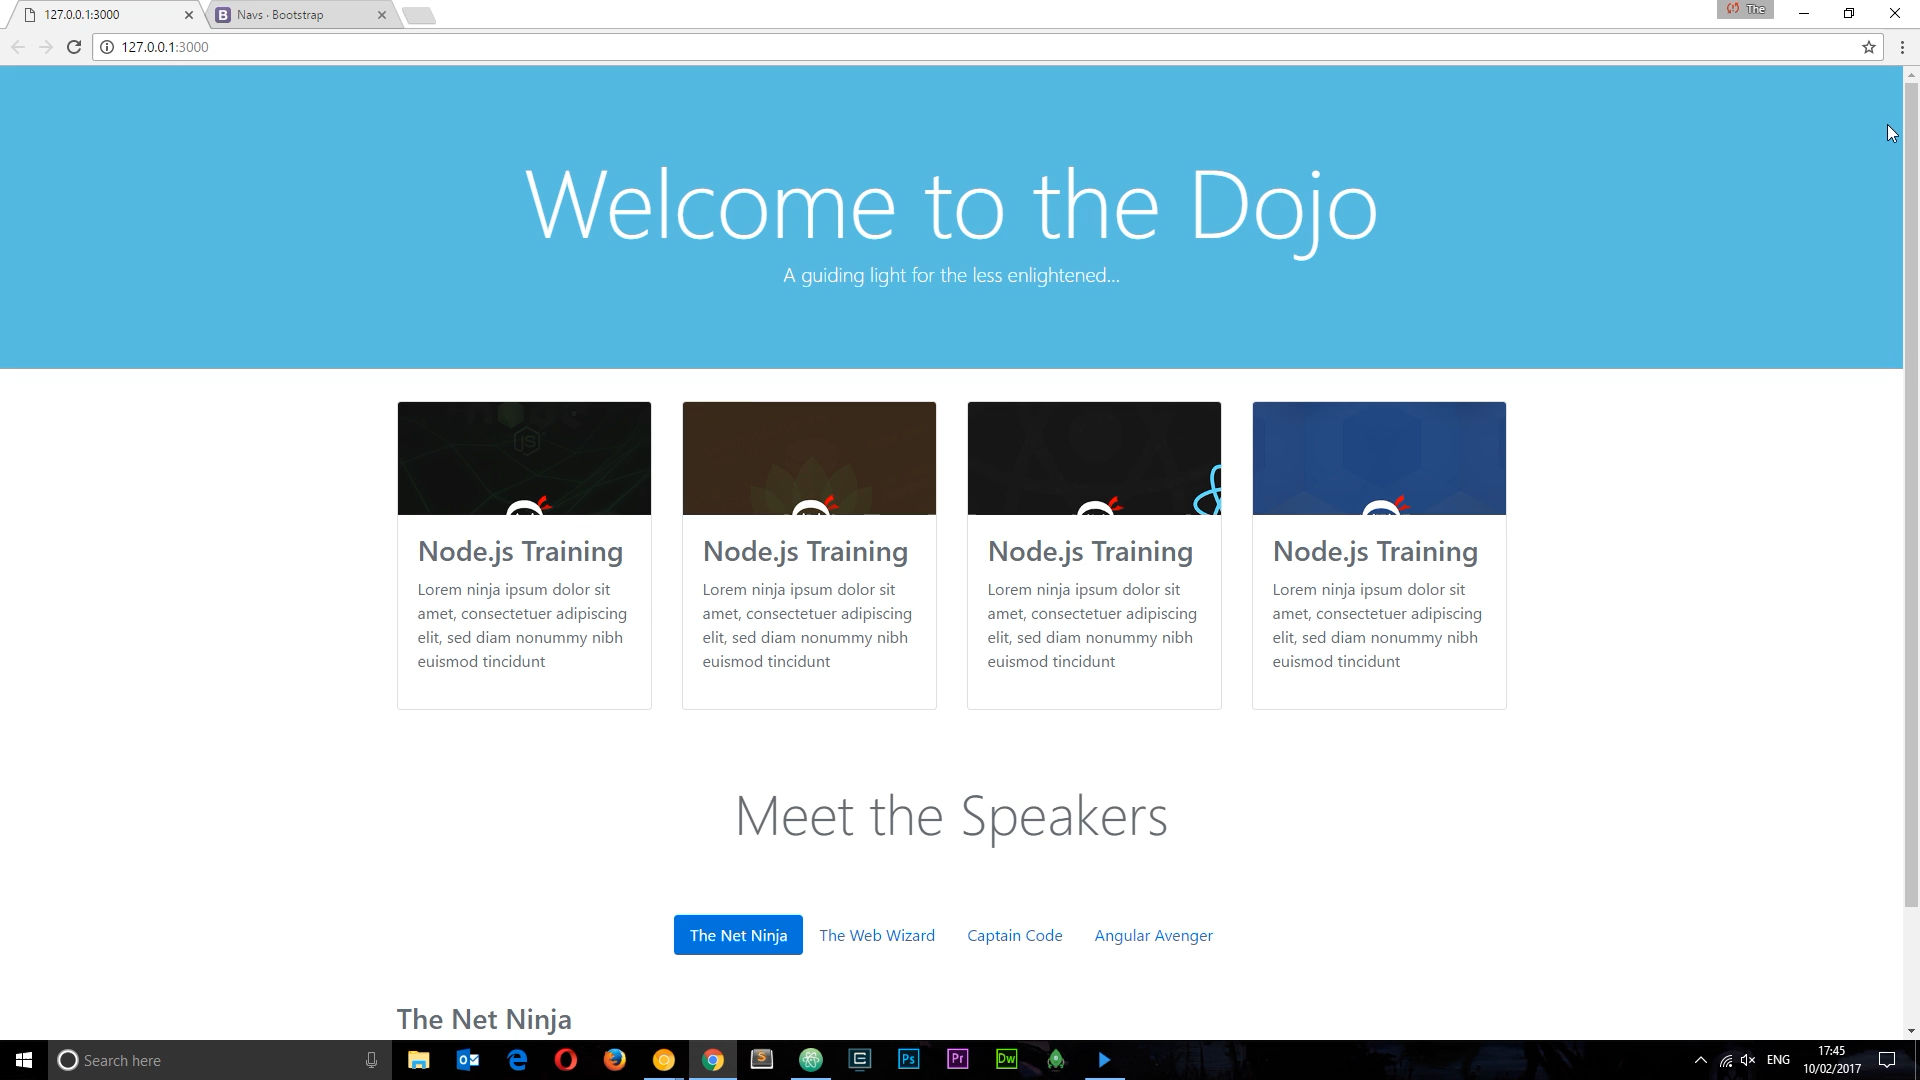 127.0.0.1:3000
Navs · Bootstrap
The
127.0.0.1:3000
Welcome to the Dojo
A guiding light for the less enlightened...
JS
Node.js Training
Lorem ninja ipsum dolor sit
amet, consectetuer adipiscing
elit, sed diam nonummy nibh
euismod tincidunt
Node.js Training
Lorem ninja ipsum dolor sit
amet, consectetuer adipiscing
elit, sed diam nonummy nibh
euismod tincidunt
Node.js Training
Lorem ninja ipsum dolor sit
amet, consectetuer adipiscing
elit, sed diam nonummy nibh
euismod tincidunt
Node.js Training
Lorem ninja ipsum dolor sit
amet, consectetuer adipiscing
elit, sed diam nonummy nibh
euismod tincidunt
Meet the Speakers
The Net Ninja
The Web Wizard
Captain Code
Angular Avenger
The Net Ninja
Search here
Ps
Pr
Dw
ENG
17:45
10/02/2017